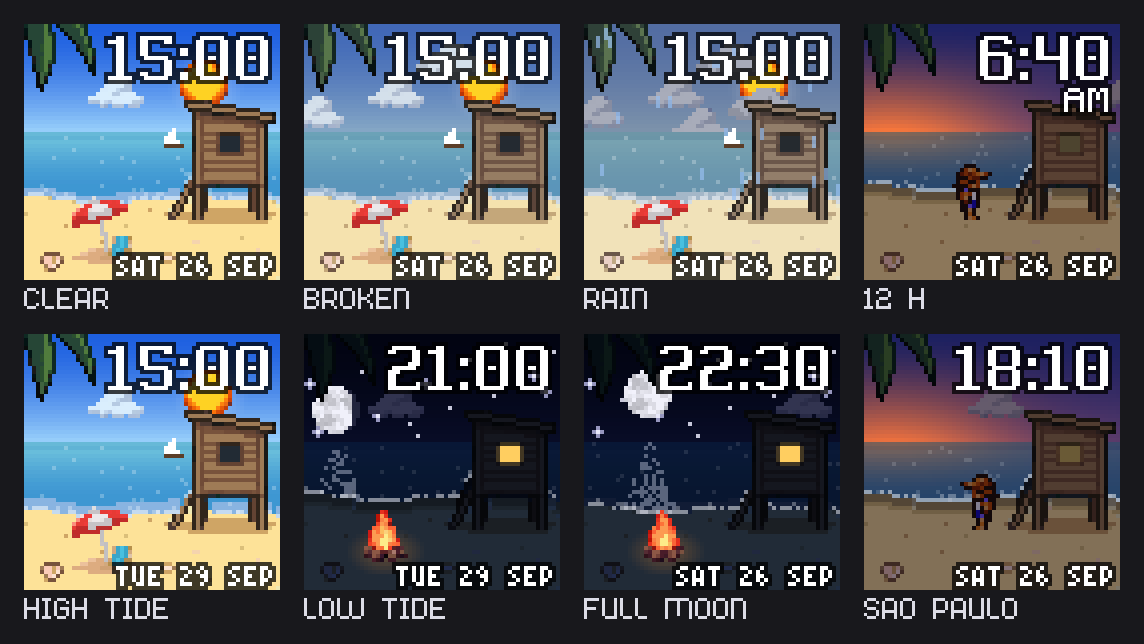 15:00
SAT 26 SEP
CLEAR
15:00
SAT 26 SEP
BROKEN
15:00
SAT 26 SEP
RAIN
6:40
AM
SAT 26 SEP
12 H
15:00
TUE 29 SEP
HIGH TIDE
21:00
TUE 29 SEP
LOW TIDE
22:30
SAT 26 SEP
FULL MOON
18:10
SAT 26 SEP
SAO PAULO